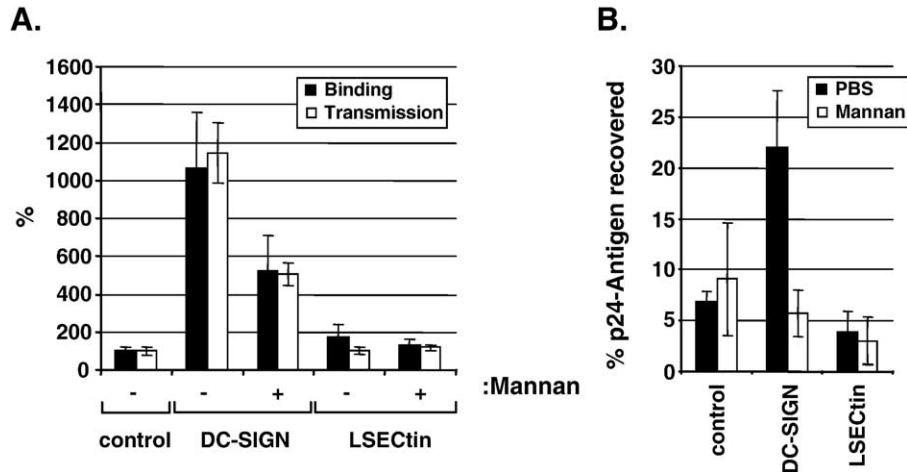 A.
1600
1400
1200
1000
800
600
400
200
0
%
Binding
Transmission
- - + - + :Mannan
control DC-SIGN LSECtin
B.
% p24-Antigen recovered
30
25
20
15
10
5
0
PBS
Mannan
control
DC-SIGN
LSECtin